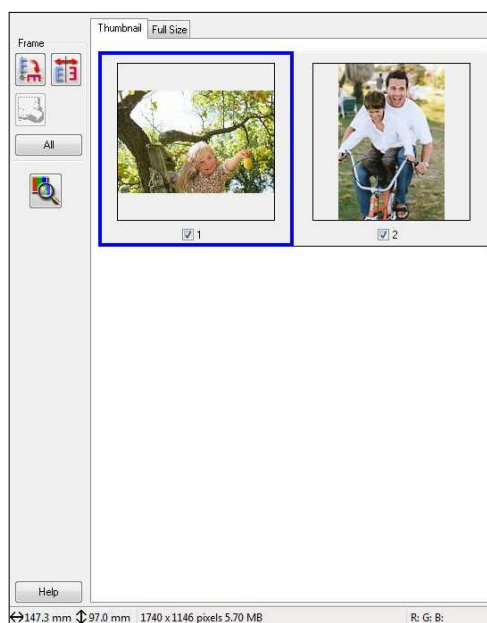 Thumbnail Full Size
Frame
All
1 2
Help
147.3 mm 97.0 mm 1740 x 1146 pixels 5.70 MB R: G: B: